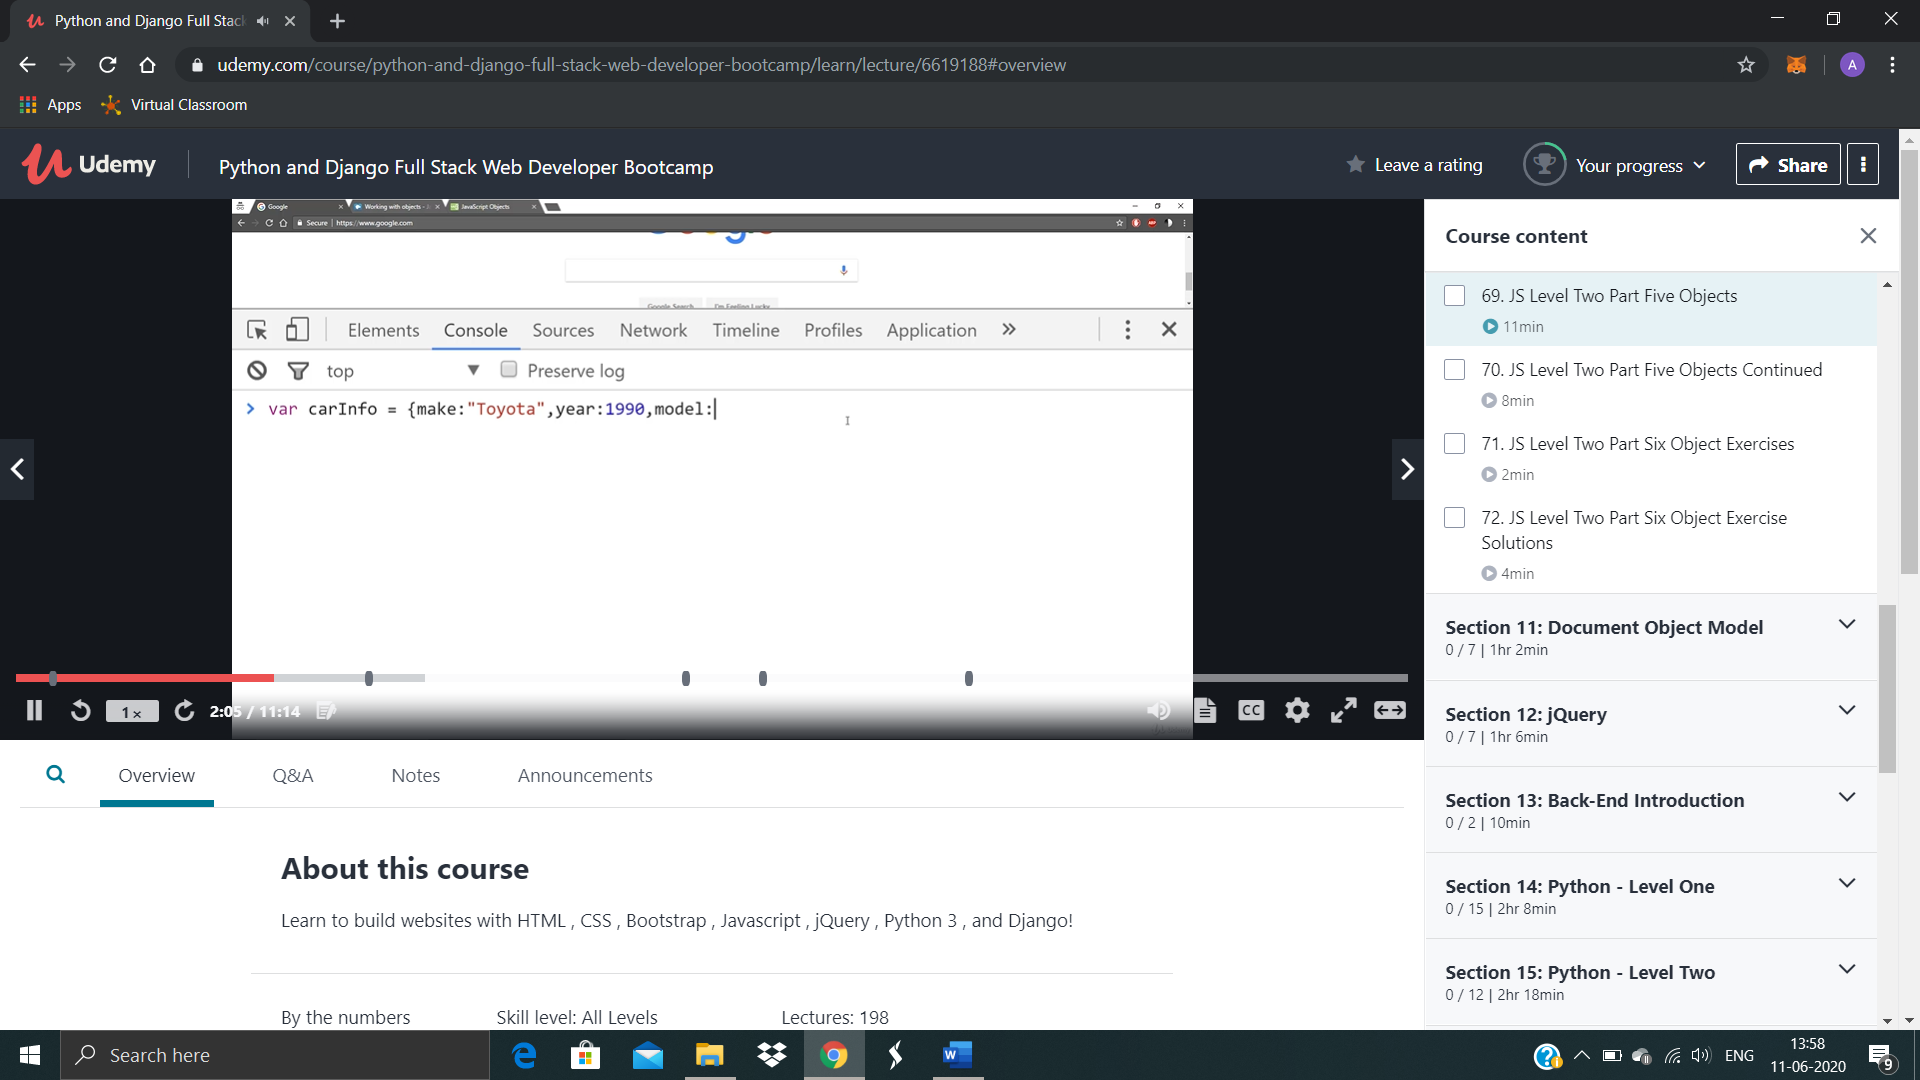 Python and Django Full Stac
udemy.com/course/python-and-django-full-stack-web-developer-bootcamp/learn/lecture/6619188#overview
A
Apps
Virtual Classroom
Udemy
Python and Django Full Stack Web Developer Bootcamp
Leave a rating
Your progress
Share
Google
Working with objects - J
JavaScript Objects
Secure | https://www.google.com
Google Search
I'm Feeling Lucky
Elements
Console
Sources
Network
Timeline
Profiles
Application
»
top
Preserve log
> var carInfo = {make:"Toyota",year:1990,model:
1x
2:05 / 11:14
CC
Course content
69. JS Level Two Part Five Objects
11min
70. JS Level Two Part Five Objects Continued
8min
71. JS Level Two Part Six Object Exercises
2min
72. JS Level Two Part Six Object Exercise
Solutions
4min
Section 11: Document Object Model
0 / 7 | 1hr 2min
Section 12: jQuery
0 / 7 | 1hr 6min
Section 13: Back-End Introduction
0 / 2 | 10min
Section 14: Python - Level One
0 / 15 | 2hr 8min
Section 15: Python - Level Two
0 / 12 | 2hr 18min
Overview
Q&A
Notes
Announcements
About this course
Learn to build websites with HTML , CSS , Bootstrap , Javascript , jQuery , Python 3 , and Django!
By the numbers
Skill level: All Levels
Lectures: 198
Search here
ENG
13:58
11-06-2020
9